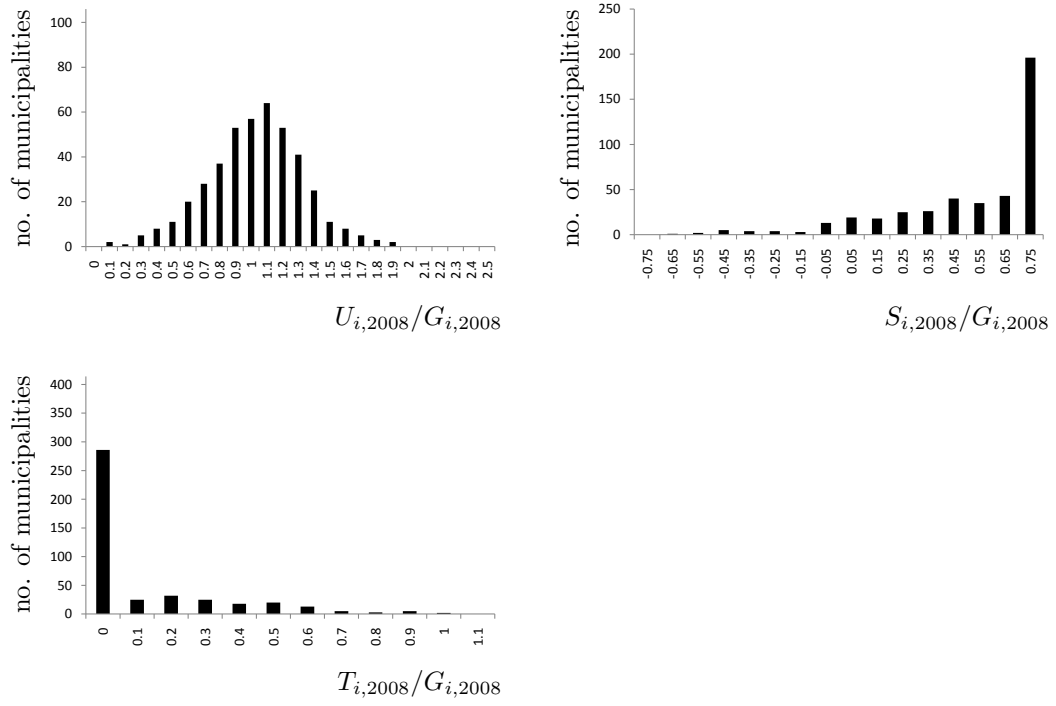 no. of municipalities
100
80
60
40
20
0
0 0.1 0.2 0.3 0.4 0.5 0.6 0.7 0.8 0.9 1 1.1 1.2 1.3 1.4 1.5 1.6 1.7 1.8 1.9 2 2.1 2.2 2.3 2.4 2.5
U_{i,2008}/G_{i,2008}
no. of municipalities
250
200
150
100
50
0
-0.75 -0.65 -0.55 -0.45 -0.35 -0.25 -0.15 -0.05 0.05 0.15 0.25 0.35 0.45 0.55 0.65 0.75
S_{i,2008}/G_{i,2008}
no. of municipalities
400
350
300
250
200
150
100
50
0
0 0.1 0.2 0.3 0.4 0.5 0.6 0.7 0.8 0.9 1 1.1
T_{i,2008}/G_{i,2008}